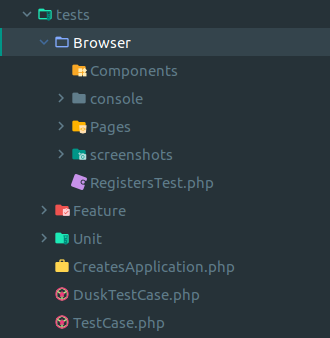 tests
Browser
Components
console
Pages
screenshots
RegistersTest.php
Feature
Unit
CreatesApplication.php
DuskTestCase.php
TestCase.php